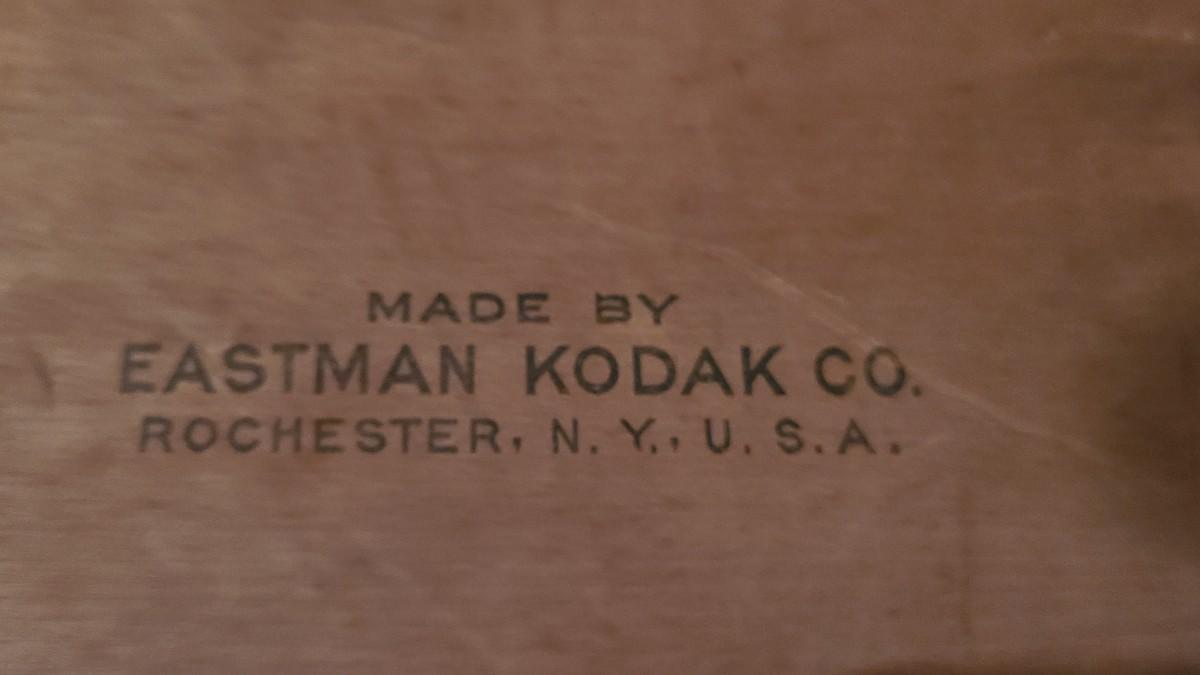 MADE BY
EASTMAN KODAK CO.
ROCHESTER, N. Y., U. S. A.